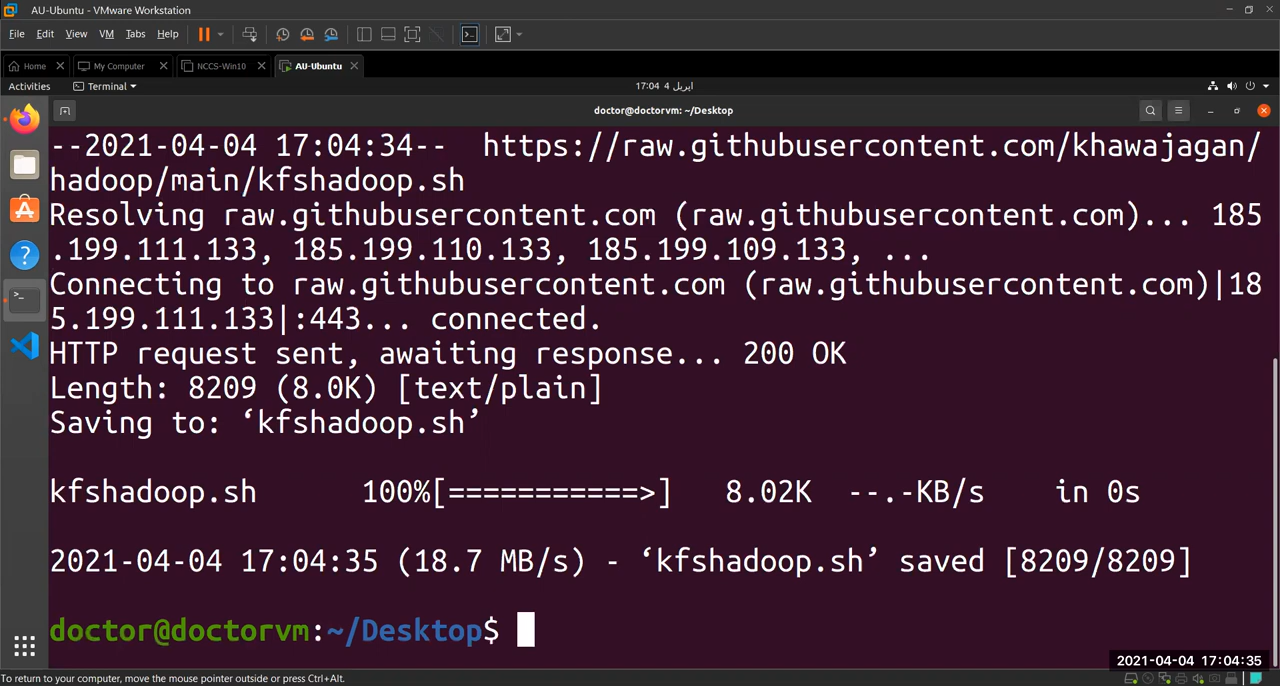 AU-Ubuntu - VMware Workstation
File Edit View VM Tabs Help
Home My Computer NCCS-Win10 AU-Ubuntu
Activities Terminal 17:04 4 اپریل
doctor@doctorvm: ~/Desktop
--2021-04-04 17:04:34-- https://raw.githubusercontent.com/khawajagan/
hadoop/main/kfshadoop.sh
Resolving raw.githubusercontent.com (raw.githubusercontent.com)... 185
.199.111.133, 185.199.110.133, 185.199.109.133, ...
Connecting to raw.githubusercontent.com (raw.githubusercontent.com)|18
5.199.111.133|:443... connected.
HTTP request sent, awaiting response... 200 OK
Length: 8209 (8.0K) [text/plain]
Saving to: ‘kfshadoop.sh’
kfshadoop.sh 100%[===========>] 8.02K --.-KB/s in 0s
2021-04-04 17:04:35 (18.7 MB/s) - ‘kfshadoop.sh’ saved [8209/8209]
doctor@doctorvm:~/Desktop$
2021-04-04 17:04:35
To return to your computer, move the mouse pointer outside or press Ctrl+Alt.